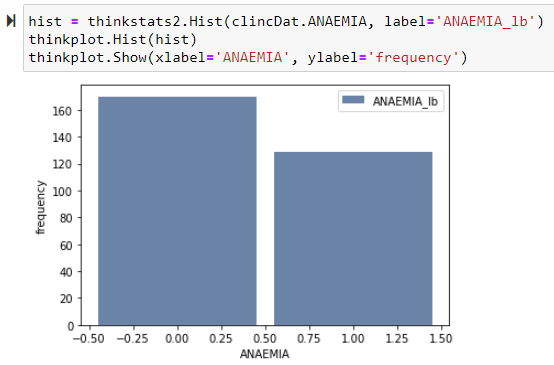 hist = thinkstats2.Hist(clincDat.ANAEMIA, label='ANAEMIA_lb')
thinkplot.Hist(hist)
thinkplot.Show(xlabel='ANAEMIA', ylabel='frequency')
ANAEMIA_lb
160
140
120
100
80
60
40
20
0
frequency
−0.50 −0.25 0.00 0.25 0.50 0.75 1.00 1.25 1.50
ANAEMIA